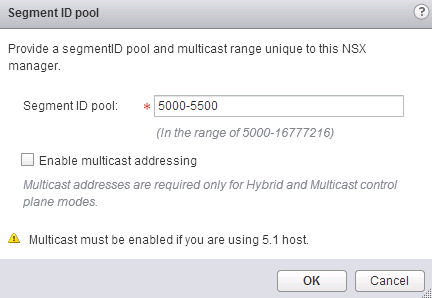 Segment ID pool
?
Provide a segmentID pool and multicast range unique to this NSX
manager.
Segment ID pool: * 5000-5500
(In the range of 5000-16777216)
Enable multicast addressing
Multicast addresses are required only for Hybrid and Multicast control
plane modes.
Multicast must be enabled if you are using 5.1 host.
OK Cancel